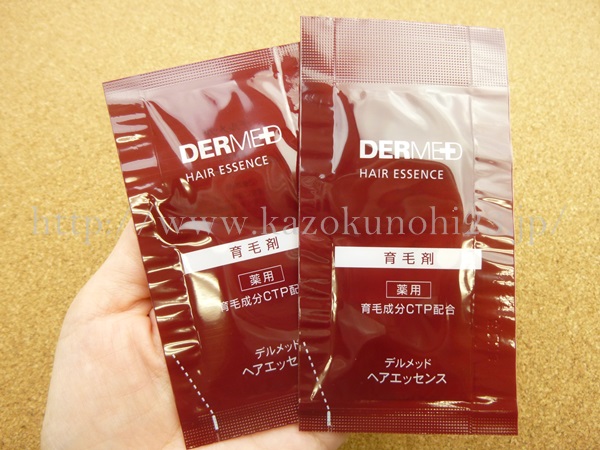 DERMED
HAIR ESSENCE
育毛剤
薬用
育毛成分CTP配
デルメッド
ヘアエッセン
DERMED
HAIR ESSENCE
育毛剤
薬用
育毛成分CTP配合
デルメッド
ヘアエッセンス